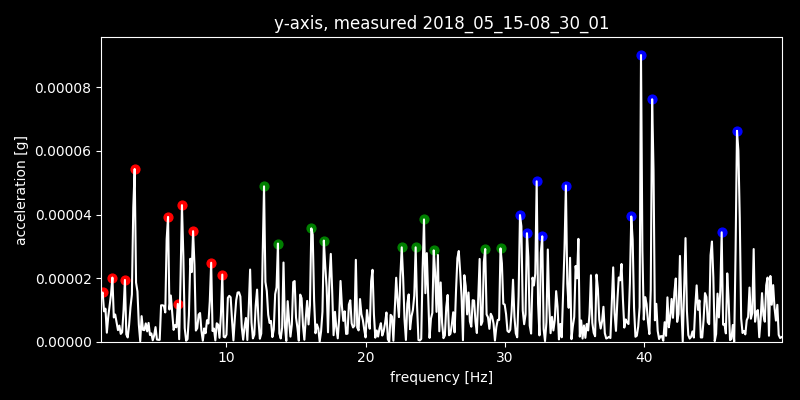 y-axis, measured 2018_05_15-08_30_01
acceleration [g]
0.00008
0.00006
0.00004
0.00002
0.00000
10 20 30 40
frequency [Hz]